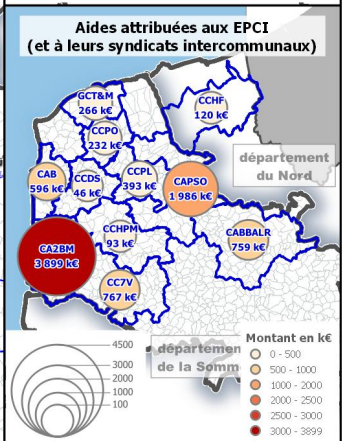 Aides attribuées aux EPCI
(et à leurs syndicats intercommunaux)
GCT&M
266 k€
CCHF
120 k€
CCPO
232 k€
département
du Nord
CAB
596 k€
CCDS
46 k€
CCPL
393 k€
CAPSO
1 986 k€
CCHPM
93 k€
CABBALR
759 k€
CA2BM
3 899 k€
CC7V
767 k€
4500
3000
2000
1000
100
départemen
de la Somm
Montant en k€
0 - 500
500 - 1000
1000 - 2000
2000 - 2500
2500 - 3000
3000 - 3899